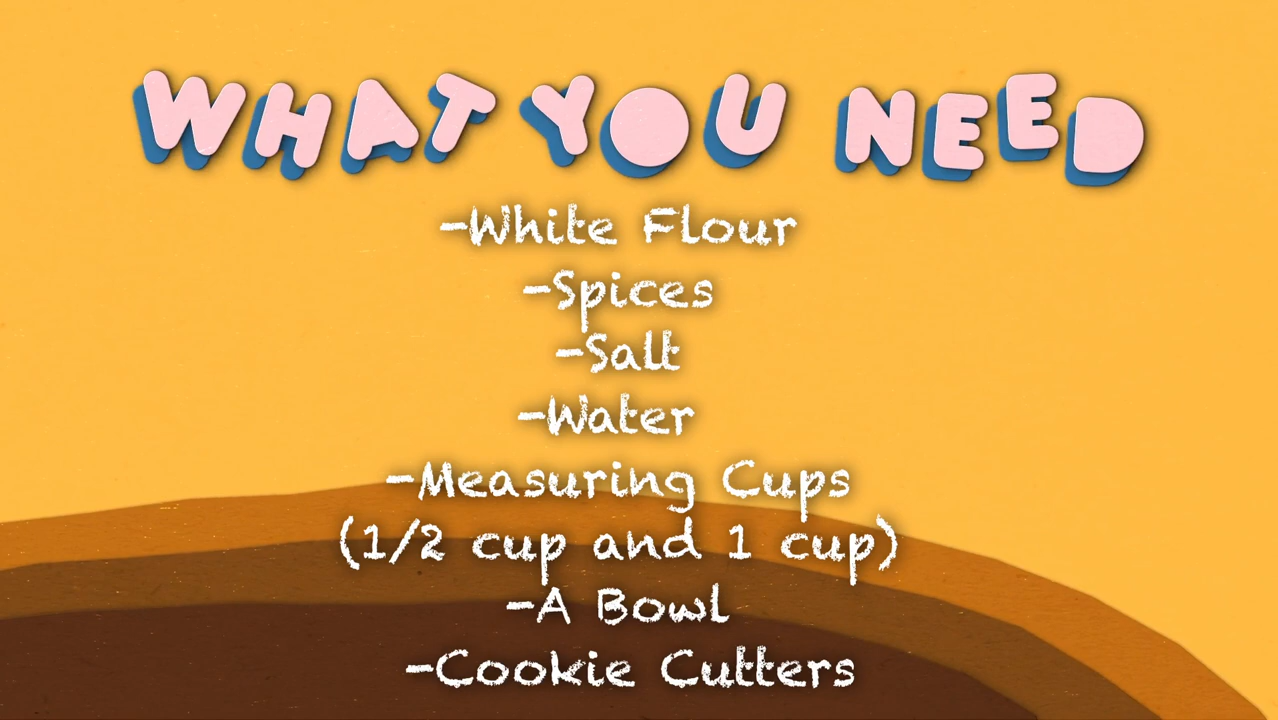 WHAT YOU NEED
-White Flour
-Spices
-Salt
-Water
-Measuring Cups
(1/2 cup and 1 cup)
-A Bowl
-Cookie Cutters